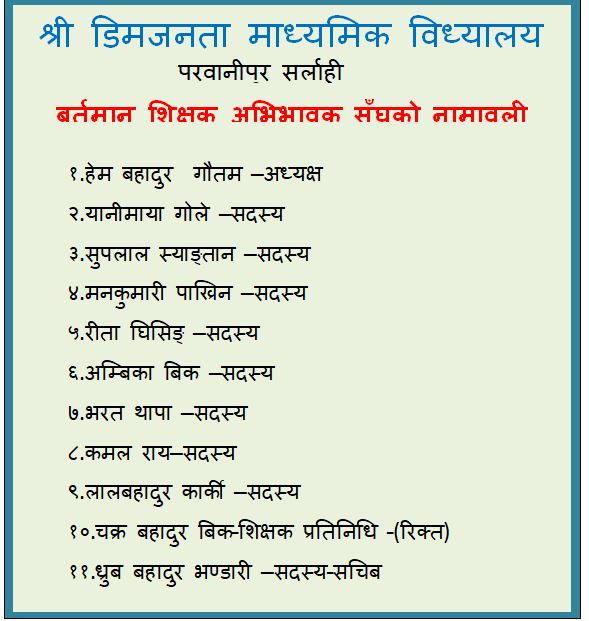 श्री डिमजनता माध्यमिक विध्यालय
परवानीपर सर्लाही
बर्तमान शिक्षक अभिभावक सँघको नामावली
१.हेम बहादुर गौतम –अध्यक्ष
२.यानीमाया गोले –सदस्य
३.सुपलाल स्याङ्तान –सदस्य
४.मनकुमारी पाखिन –सदस्य
५.रीता घिसिङ् –सदस्य
६.अम्बिका बिक –सदस्य
७.भरत थापा –सदस्य
८.कमल राय–सदस्य
९.लालबहादुर कार्की –सदस्य
१०.चक्र बहादुर बिक-शिक्षक प्रतिनिधि -(रिक्त)
११.ध्रुब बहादुर भण्डारी –सदस्य-सचिब